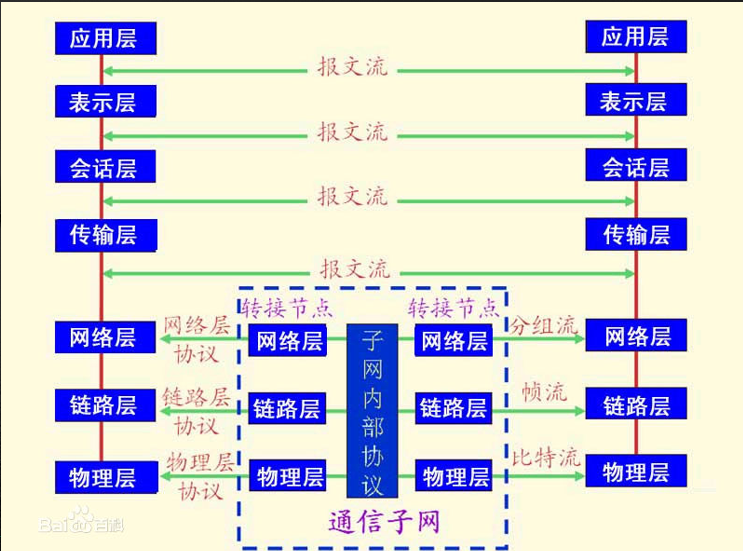 应用层
应用层
报文流
表示层
表示层
报文流
会话层
会话层
报文流
传输层
传输层
报文流
转接节点
转接节点
网络层
网络层
协议
网络层
子网内部协议
网络层
分组流
网络层
链路层
链路层
协议
链路层
链路层
帧流
链路层
物理层
物理层
协议
物理层
物理层
比特流
物理层
通信子网
Bai du 百科